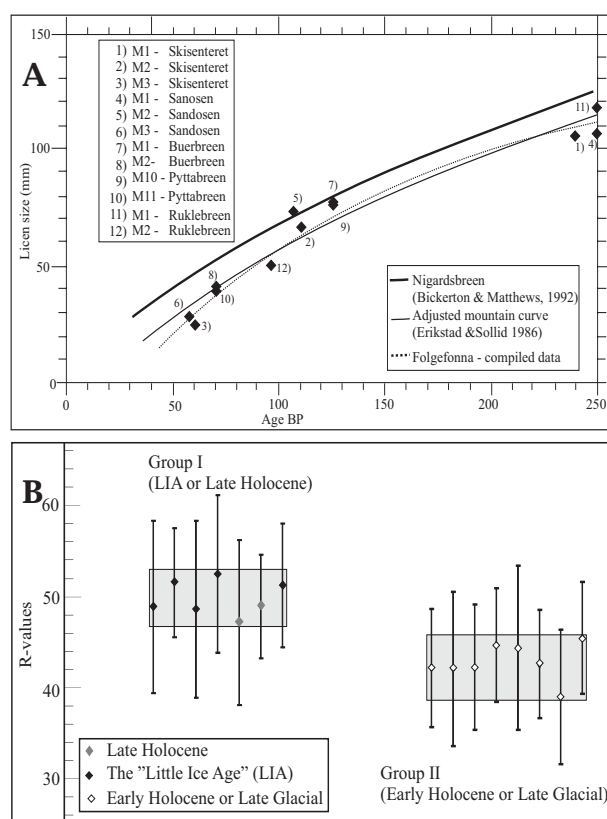 A
150
100
50
0
Licen size (mm)
1) M1 - Skisenteret
2) M2 - Skisenteret
3) M3 - Skisenteret
4) M1 - Sanosen
5) M2 - Sandosen
6) M3 - Sandosen
7) M1 - Buerbreen
8) M2- Buerbreen
9) M10 - Pyttabreen
10) M11 - Pyttabreen
11) M1 - Ruklebreen
12) M2 - Ruklebreen
11)
1)
4)
5)
7)
2)
9)
12)
8)
10)
6)
3)
Nigardsbreen
(Bickerton & Matthews, 1992)
Adjusted mountain curve
(Erikstad &Sollid 1986)
Folgefonna - compiled data
0 50 100 150 200 250
Age BP
B
60
50
40
30
R-values
Group I
(LIA or Late Holocene)
Late Holocene
The "Little Ice Age" (LIA)
Early Holocene or Late Glacial
Group II
(Early Holocene or Late Glacial)